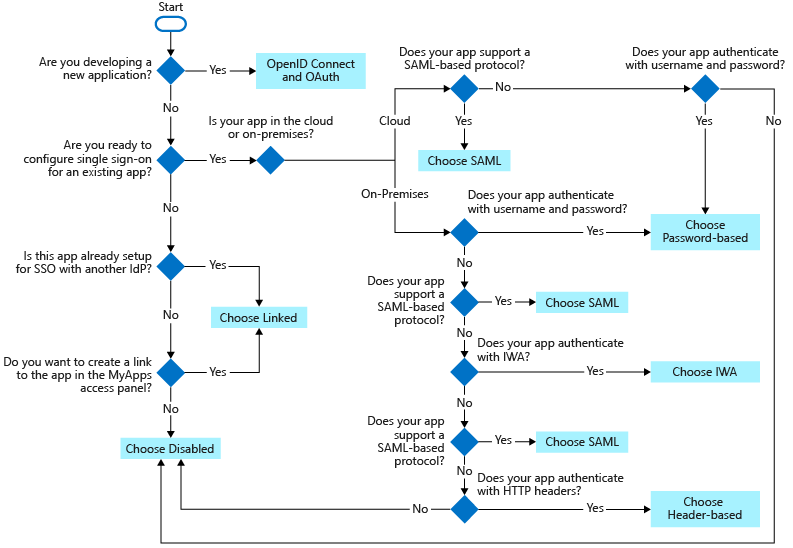 Start
Are you developing a
new application?
Yes
OpenID Connect
and OAuth
No
Are you ready to
configure single sign-on
for an existing app?
Yes
Is your app in the cloud
or on-premises?
Cloud
On-Premises
Does your app support a
SAML-based protocol?
No
Yes
Choose SAML
Does your app authenticate
with username and password?
Yes
No
Does your app authenticate
with username and password?
Yes
Choose
Password-based
No
Does your app
support a
SAML-based
protocol?
Yes
Choose SAML
No
Does your app authenticate
with IWA?
Yes
Choose IWA
No
Does your app
support a
SAML-based
protocol?
Yes
Choose SAML
No
Does your app authenticate
with HTTP headers?
Yes
Choose
Header-based
No
No
Is this app already setup
for SSO with another IdP?
Yes
Choose Linked
No
Do you want to create a link
to the app in the MyApps
access panel?
Yes
No
Choose Disabled